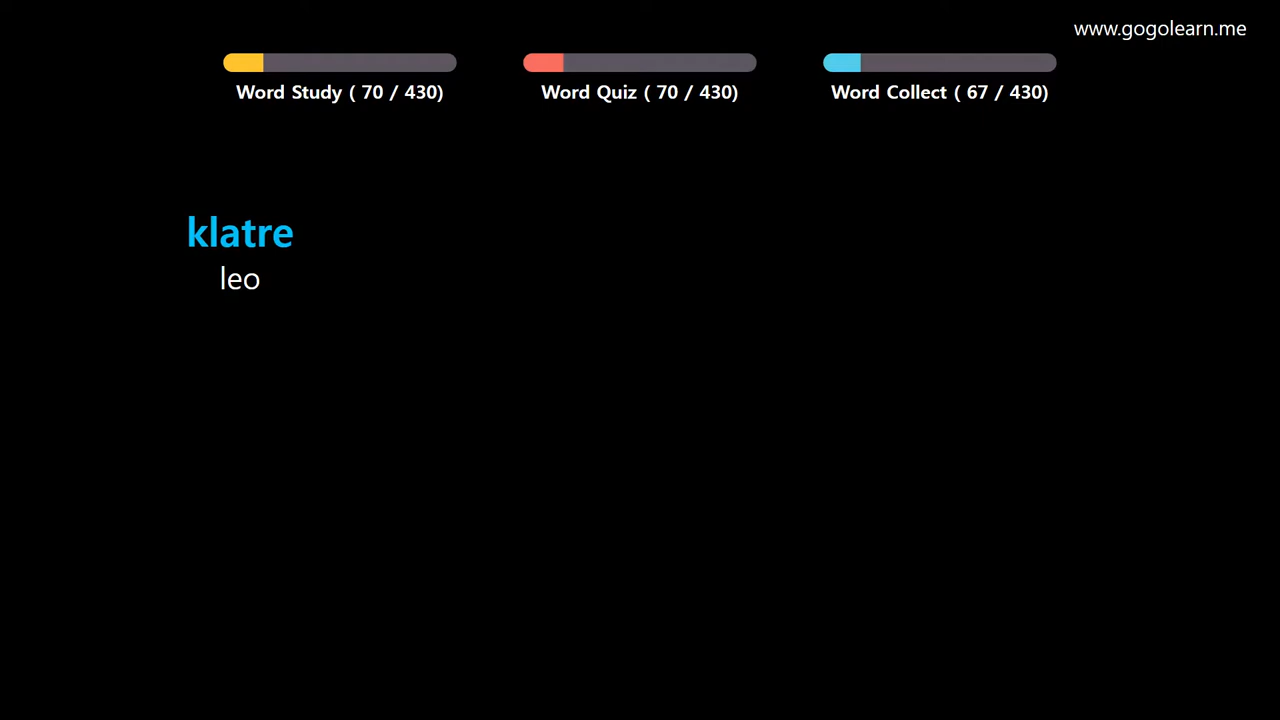 www.gogolearn.me
Word Study ( 70 / 430)
Word Quiz ( 70 / 430)
Word Collect ( 67 / 430)
klatre
leo